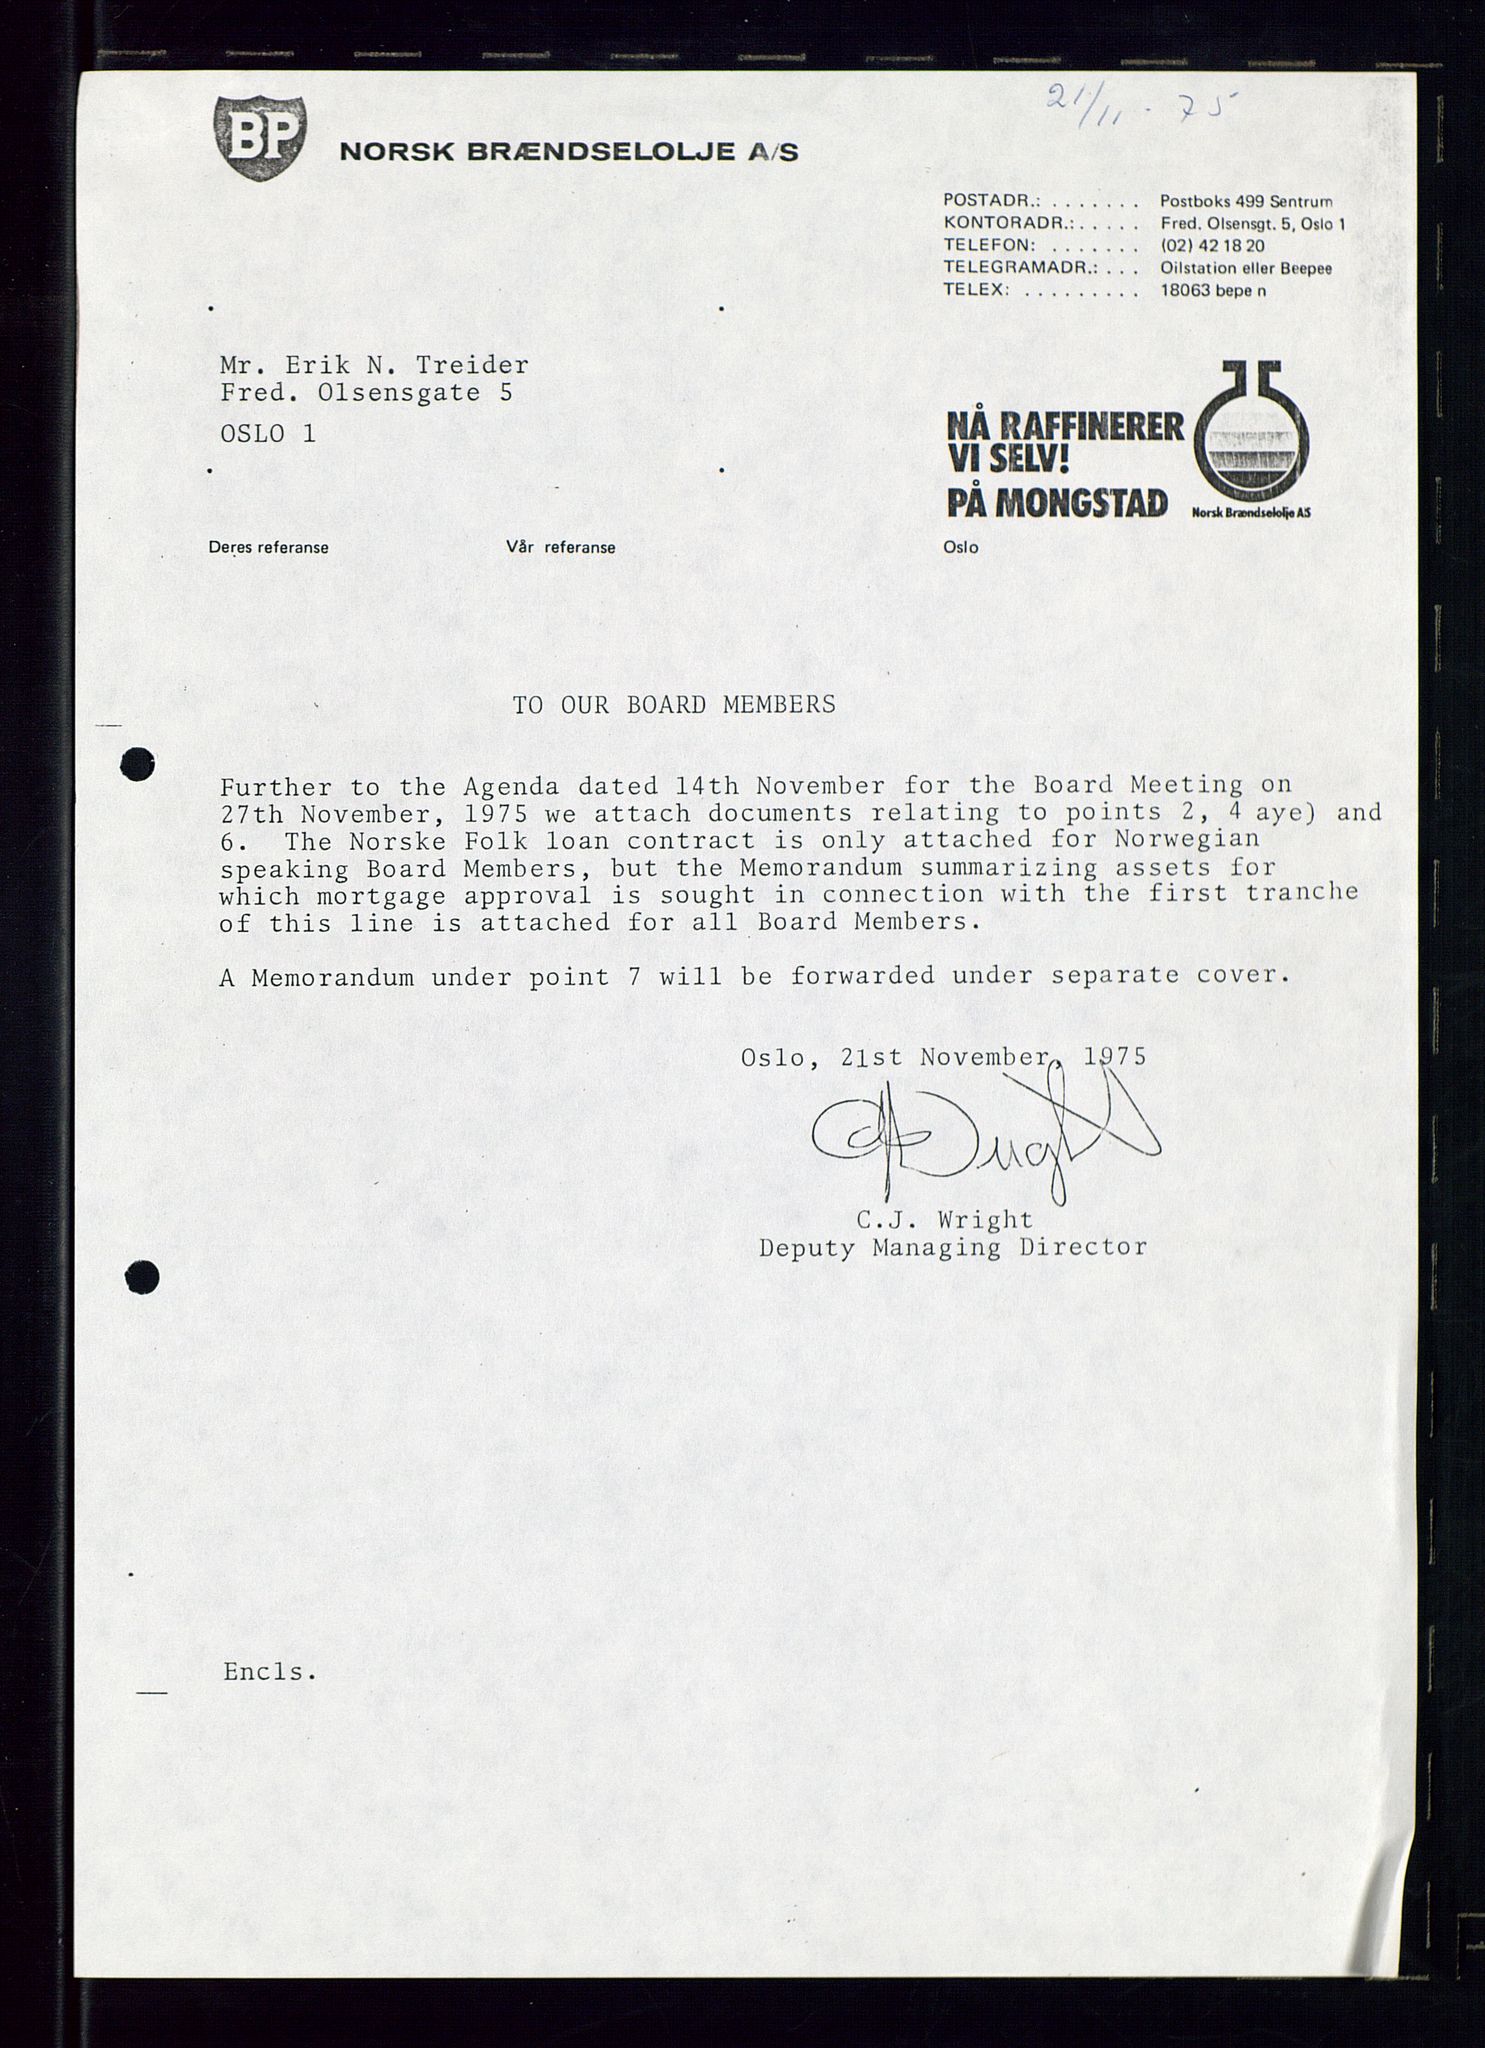 21/11 - 75
BP
NORSK BRÆNDSELOLJE A/S
POSTADR.: . . . . . . . Postboks 499 Sentrum
KONTORADR.: . . . . . Fred. Olsensgt. 5, Oslo 1
TELEFON: . . . . . . . (02) 42 18 20
TELEGRAMADR.: . . . Oilstation eller Beepee
TELEX: . . . . . . . . . 18063 bepe n
Mr. Erik N. Treider
Fred. Olsensgate 5
OSLO 1
NÅ RAFFINERER
VI SELV!
PÅ MONGSTAD
Norsk Brændselolje AS
Deres referanse Vår referanse Oslo
TO OUR BOARD MEMBERS
Further to the Agenda dated 14th November for the Board Meeting on
27th November, 1975 we attach documents relating to points 2, 4 aye) and
6. The Norske Folk loan contract is only attached for Norwegian
speaking Board Members, but the Memorandum summarizing assets for
which mortgage approval is sought in connection with the first tranche
of this line is attached for all Board Members.
A Memorandum under point 7 will be forwarded under separate cover.
Oslo, 21st November, 1975
CJ Wright
C.J. Wright
Deputy Managing Director
Encls.